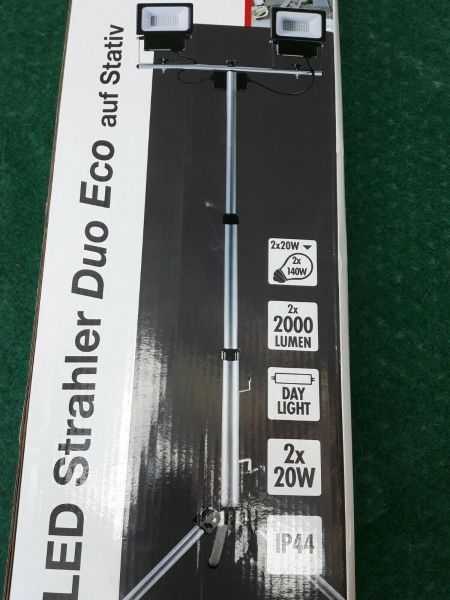 LED Strahler Duo Eco auf Stativ
2x20W
2x
140W
2x
2000
LUMEN
DAY
LIGHT
2x
20W
IP44